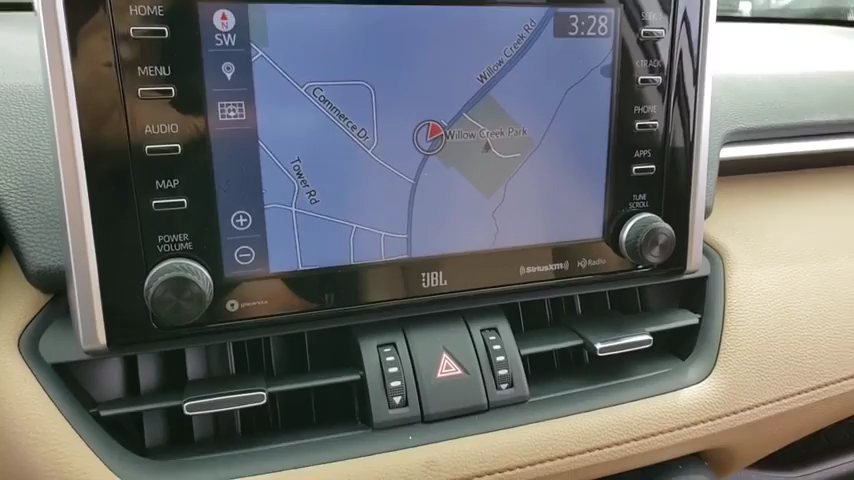 HOME
MENU
AUDIO
MAP
POWER
VOLUME
N
SW
3:28
Willow Creek Rd
Commerce Dr
Willow Creek Park
Tower Rd
TRACK
PHONE
APPS
TUNE
SCROLL
JBL
((SiriusXM))
HD Radio
gracenote